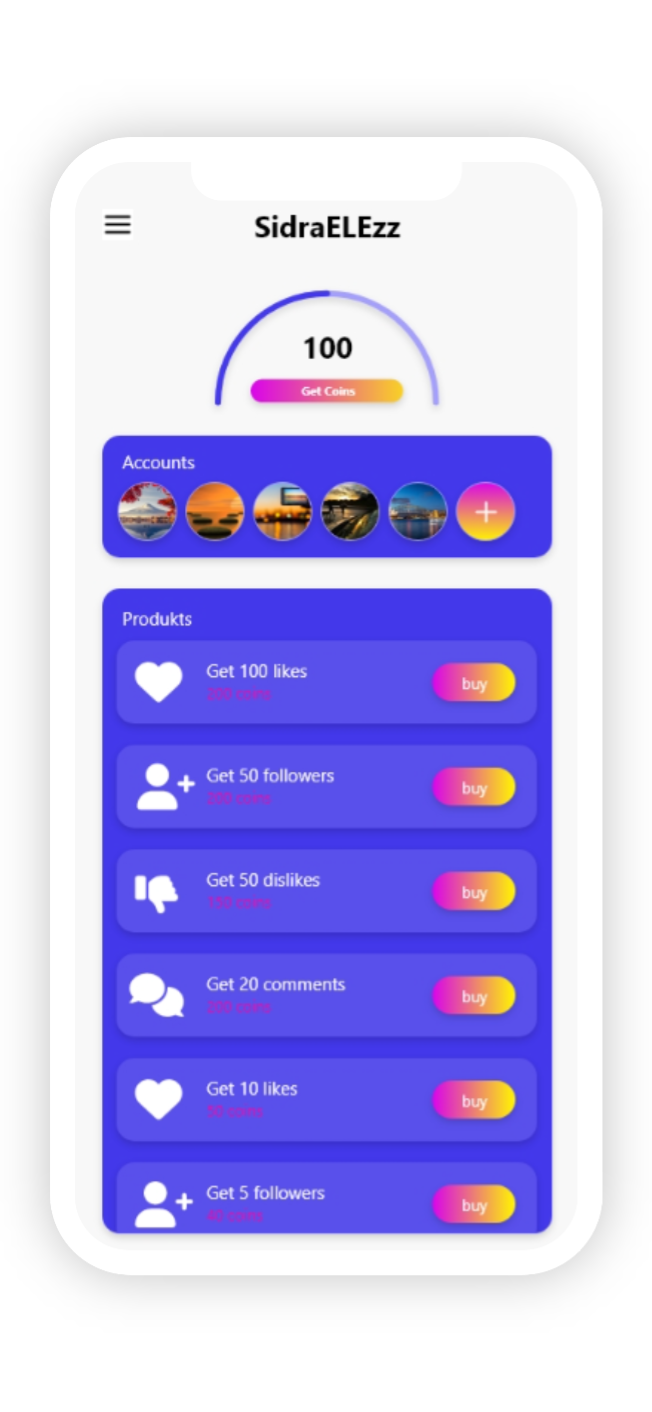 SidraELEzz
100
Get Coins
Accounts
Produkts
Get 100 likes
200 coins
buy
Get 50 followers
200 coins
buy
Get 50 dislikes
150 coins
buy
Get 20 comments
200 coins
buy
Get 10 likes
50 coins
buy
Get 5 followers
40 coins
buy